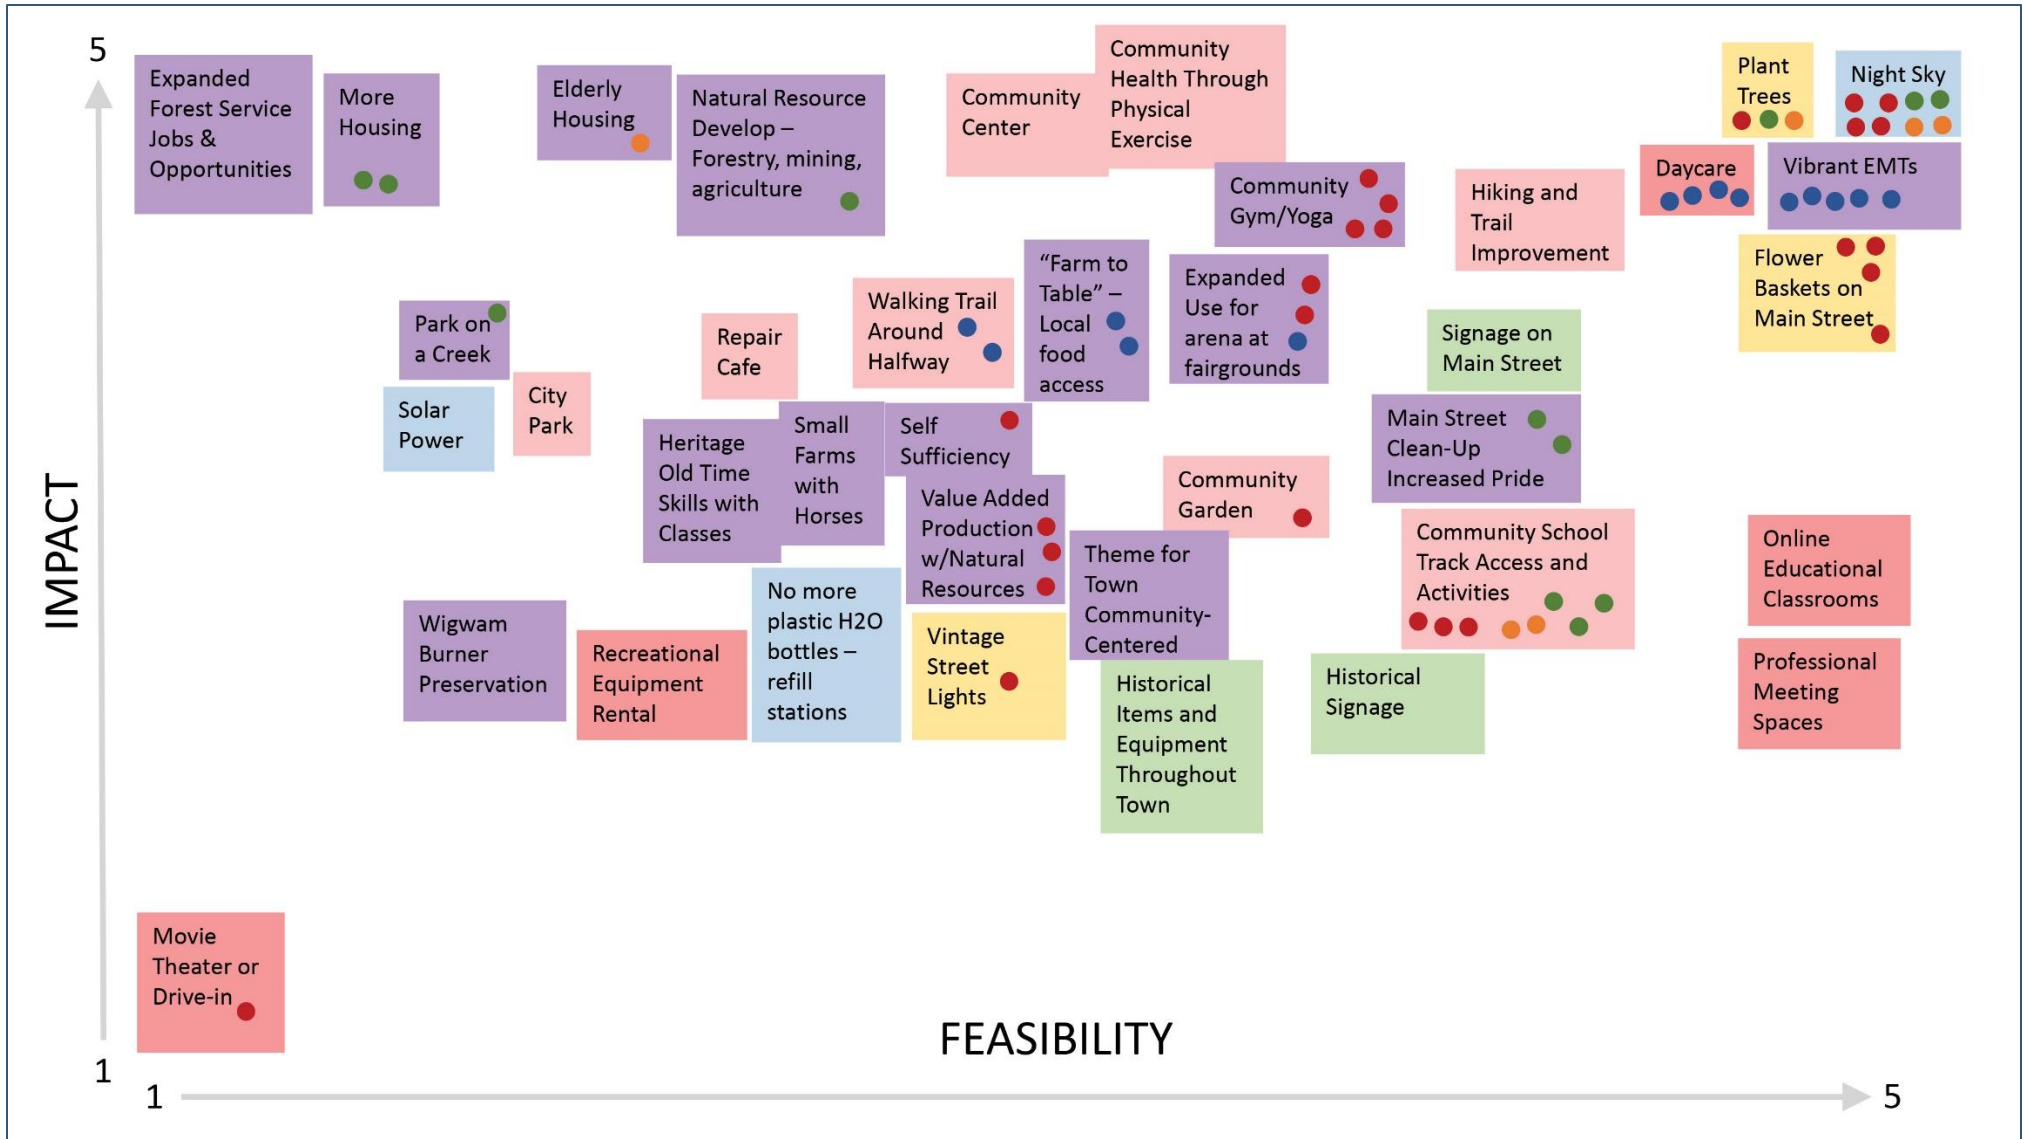 5
Expanded
Forest Service
Jobs &
Opportunities
More
Housing
Elderly
Housing
Natural Resource
Develop –
Forestry, mining,
agriculture
Community
Center
Community
Health Through
Physical
Exercise
Plant
Trees
Night Sky
Community
Gym/Yoga
Hiking and
Trail
Improvement
Daycare
Vibrant EMTs
Flower
Baskets on
Main Street
Park on
a Creek
Repair
Cafe
Walking Trail
Around
Halfway
“Farm to
Table” –
Local
food
access
Expanded
Use for
arena at
fairgrounds
Signage on
Main Street
Solar
Power
City
Park
Heritage
Old Time
Skills with
Classes
Small
Farms
with
Horses
Self
Sufficiency
Main Street
Clean-Up
Increased Pride
Value Added
Production
w/Natural
Resources
Community
Garden
Theme for
Town
Community-
Centered
Community School
Track Access and
Activities
Online
Educational
Classrooms
IMPACT
Wigwam
Burner
Preservation
Recreational
Equipment
Rental
No more
plastic H2O
bottles –
refill
stations
Vintage
Street
Lights
Historical
Items and
Equipment
Throughout
Town
Historical
Signage
Professional
Meeting
Spaces
Movie
Theater or
Drive-in
FEASIBILITY
1
1
5